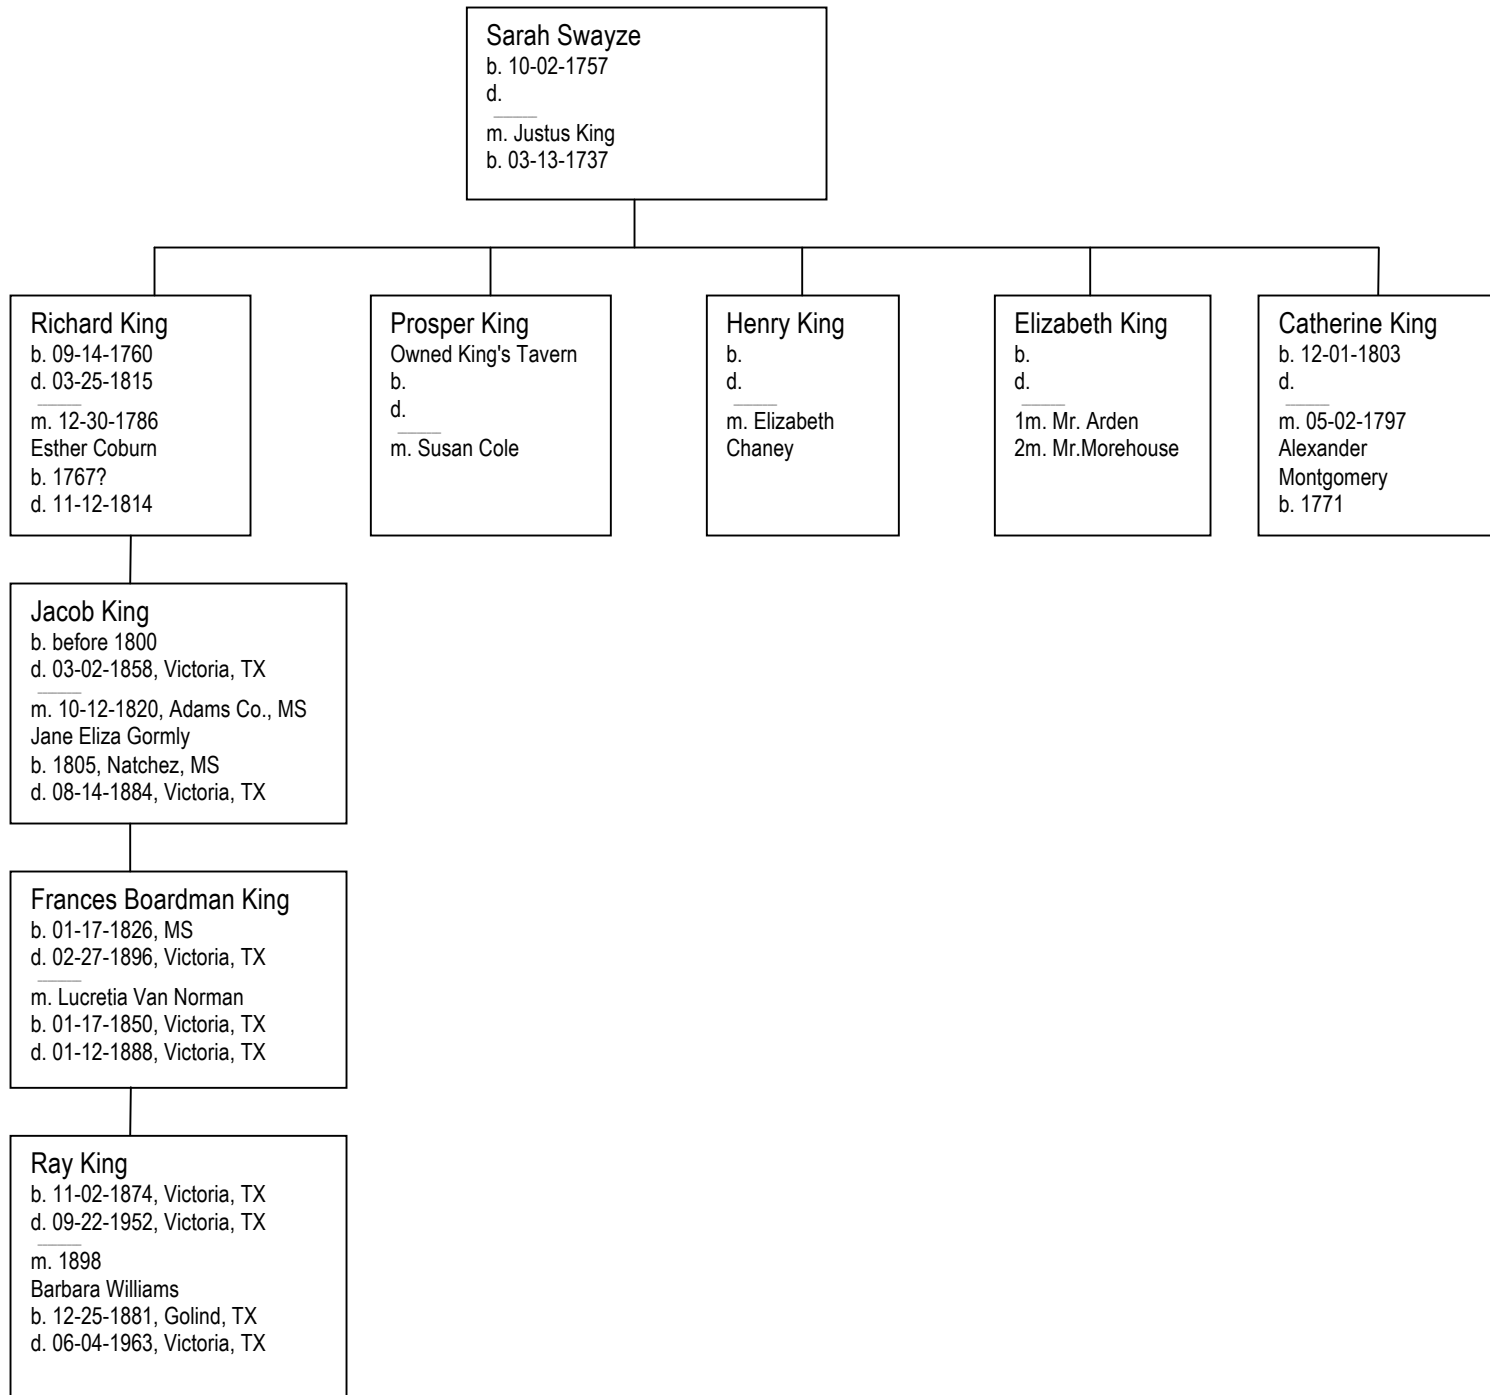 Sarah Swayze
b. 10-02-1757
d.
m. Justus King
b. 03-13-1737
Richard King
b. 09-14-1760
d. 03-25-1815
m. 12-30-1786
Esther Coburn
b. 1767?
d. 11-12-1814
Prosper King
Owned King's Tavern
b.
d.
m. Susan Cole
Henry King
b.
d.
m. Elizabeth
Chaney
Elizabeth King
b.
d.
1m. Mr. Arden
2m. Mr.Morehouse
Catherine King
b. 12-01-1803
d.
m. 05-02-1797
Alexander
Montgomery
b. 1771
Jacob King
b. before 1800
d. 03-02-1858, Victoria, TX
m. 10-12-1820, Adams Co., MS
Jane Eliza Gormly
b. 1805, Natchez, MS
d. 08-14-1884, Victoria, TX
Frances Boardman King
b. 01-17-1826, MS
d. 02-27-1896, Victoria, TX
m. Lucretia Van Norman
b. 01-17-1850, Victoria, TX
d. 01-12-1888, Victoria, TX
Ray King
b. 11-02-1874, Victoria, TX
d. 09-22-1952, Victoria, TX
m. 1898
Barbara Williams
b. 12-25-1881, Golind, TX
d. 06-04-1963, Victoria, TX